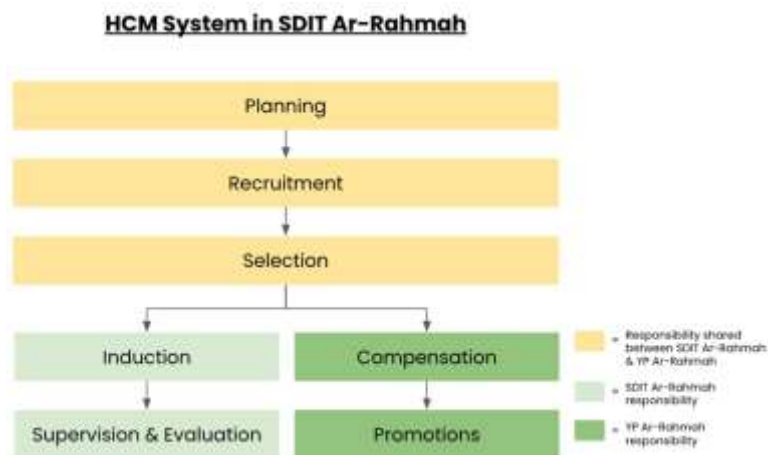 HCM System in SDIT Ar-Rahmah
Planning
Recruitment
Selection
Induction
Compensation
Supervision & Evaluation
Promotions
= Responsibility shared
between SDIT Ar-Rahmah
& YP Ar-Rahmah
= SDIT Ar-Rahmah
responsibility
= YP Ar-Rahmah
responsibility